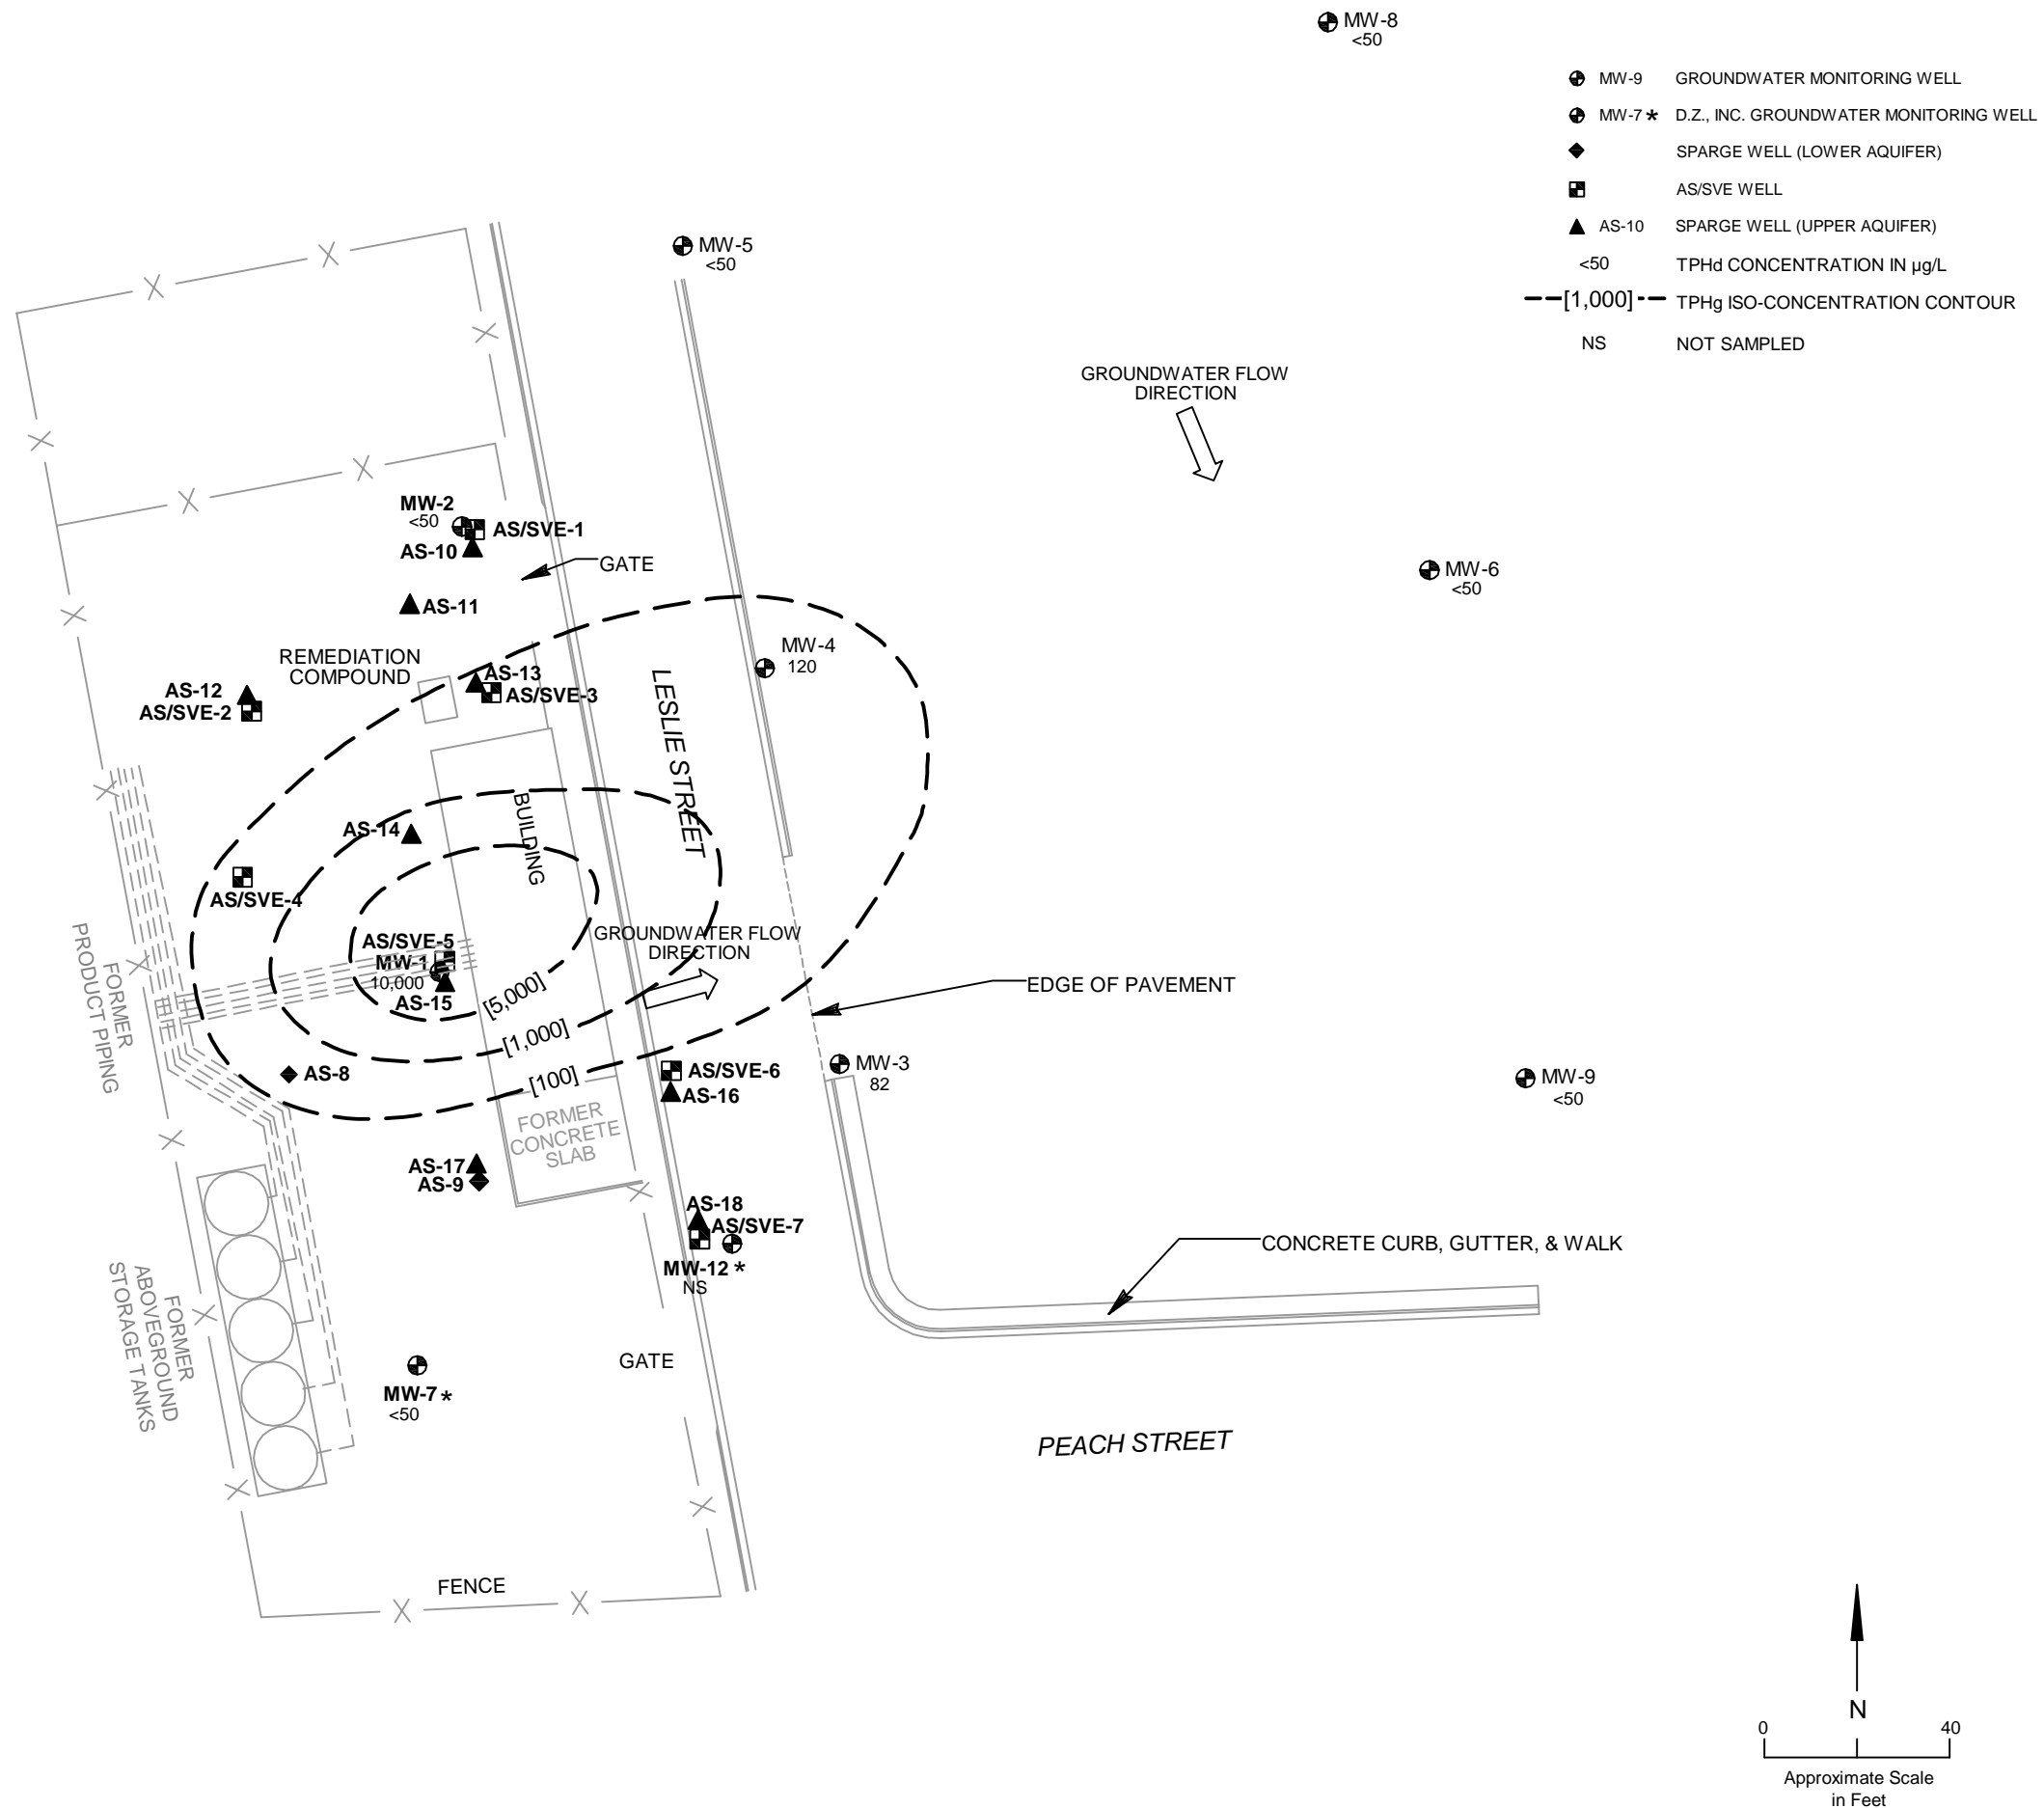 MW-8
<50
MW-9 GROUNDWATER MONITORING WELL
MW-7* D.Z., INC. GROUNDWATER MONITORING WELL
SPARGE WELL (LOWER AQUIFER)
AS/SVE WELL
AS-10 SPARGE WELL (UPPER AQUIFER)
<50 TPHd CONCENTRATION IN µg/L
[1,000] TPHg ISO-CONCENTRATION CONTOUR
NS NOT SAMPLED
MW-5
<50
GROUNDWATER FLOW
DIRECTION
MW-2
<50
AS/SVE-1
AS-10
GATE
AS-11
MW-6
<50
REMEDIATION
COMPOUND
MW-4
120
AS-13
AS/SVE-3
AS-12
AS/SVE-2
LESLIE STREET
BUILDING
AS-14
AS/SVE-4
FORMER
PRODUCT PIPING
AS/SVE-5
MW-1
10,000
AS-15
GROUNDWATER FLOW
DIRECTION
[5,000]
[1,000]
[100]
EDGE OF PAVEMENT
AS-8
AS/SVE-6
AS-16
MW-3
82
MW-9
<50
FORMER
CONCRETE
SLAB
AS-17
AS-9
AS-18
AS/SVE-7
MW-12*
NS
CONCRETE CURB, GUTTER, & WALK
FORMER
ABOVEGROUND
STORAGE TANKS
GATE
MW-7*
<50
PEACH STREET
FENCE
N
0 40
Approximate Scale
in Feet